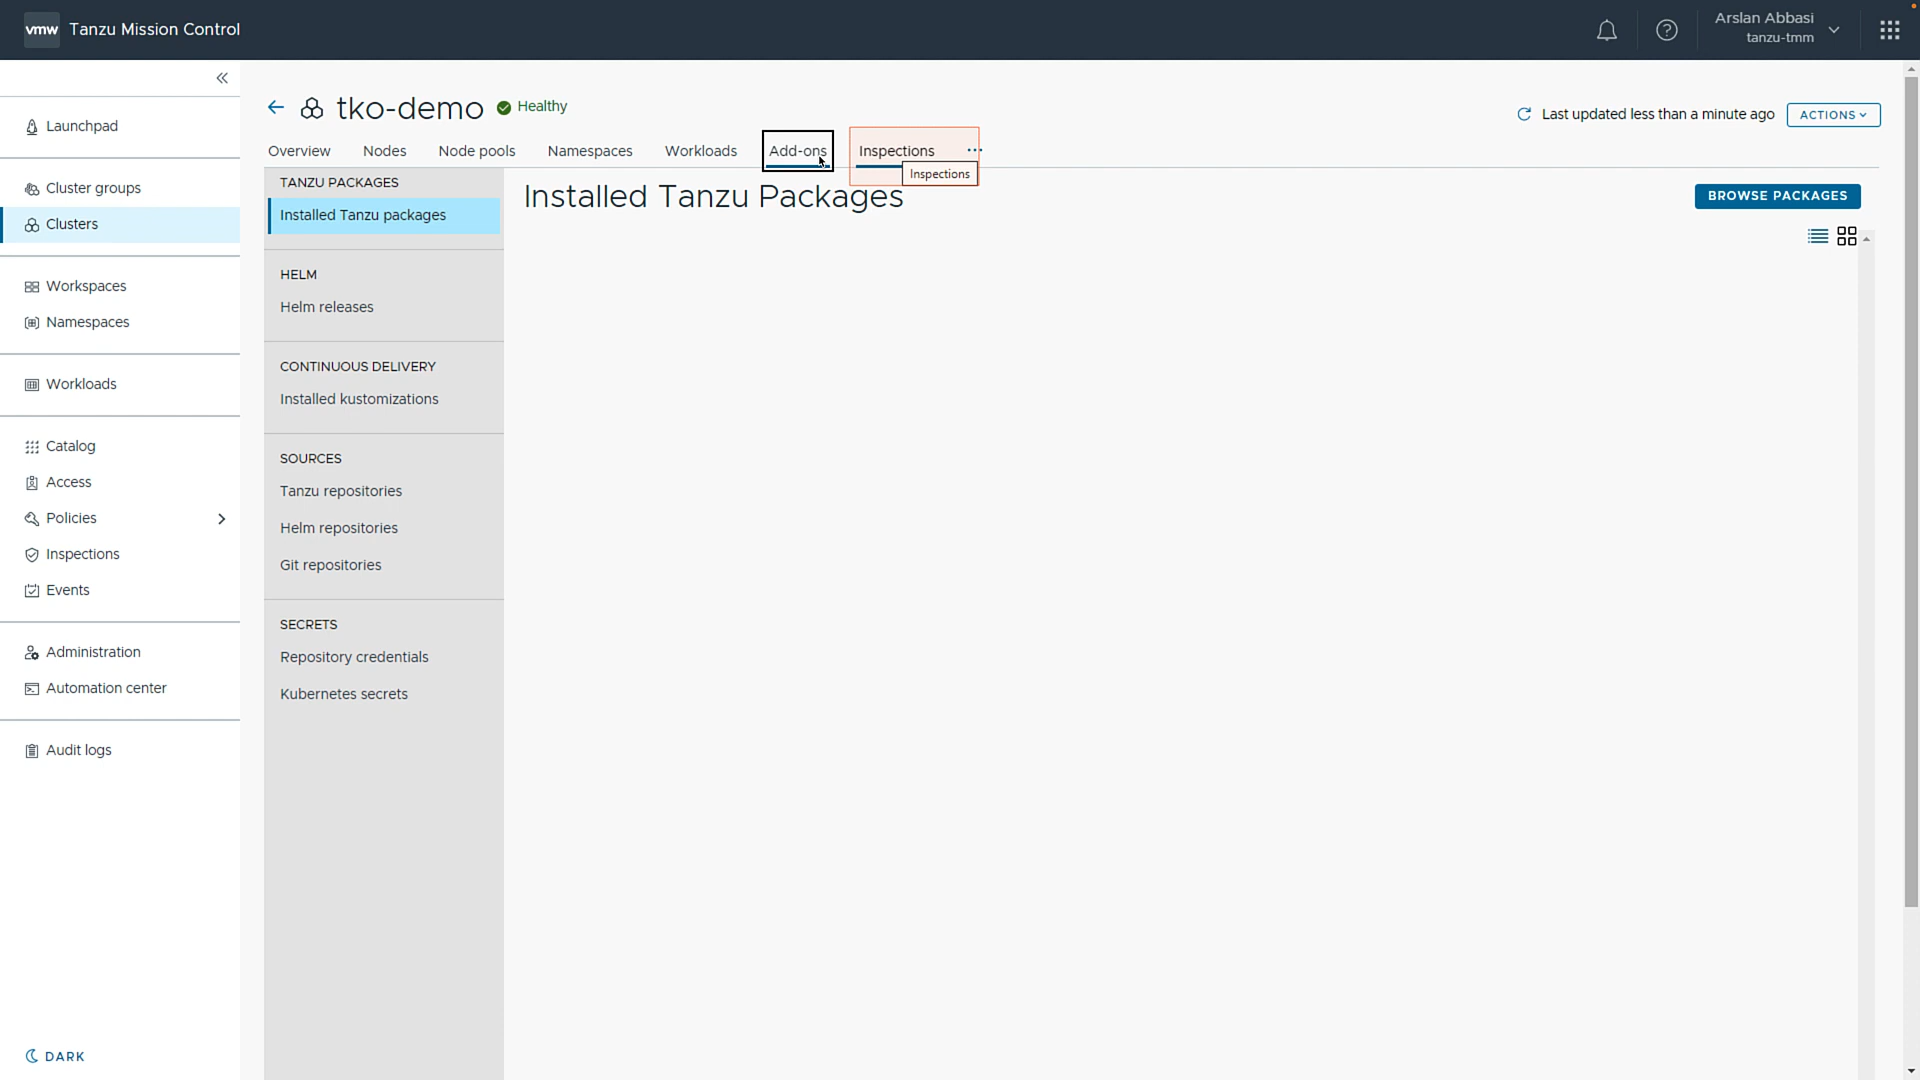 vmw Tanzu Mission Control
Arslan Abbasi
tanzu-tmm
Launchpad
Cluster groups
Clusters
Workspaces
Namespaces
Workloads
Catalog
Access
Policies
Inspections
Events
Administration
Automation center
Audit logs
DARK
tko-demo Healthy
Last updated less than a minute ago ACTIONS
Overview Nodes Node pools Namespaces Workloads Add-ons Inspections ...
Inspections
TANZU PACKAGES
Installed Tanzu packages
HELM
Helm releases
CONTINUOUS DELIVERY
Installed kustomizations
SOURCES
Tanzu repositories
Helm repositories
Git repositories
SECRETS
Repository credentials
Kubernetes secrets
Installed Tanzu Packages
BROWSE PACKAGES